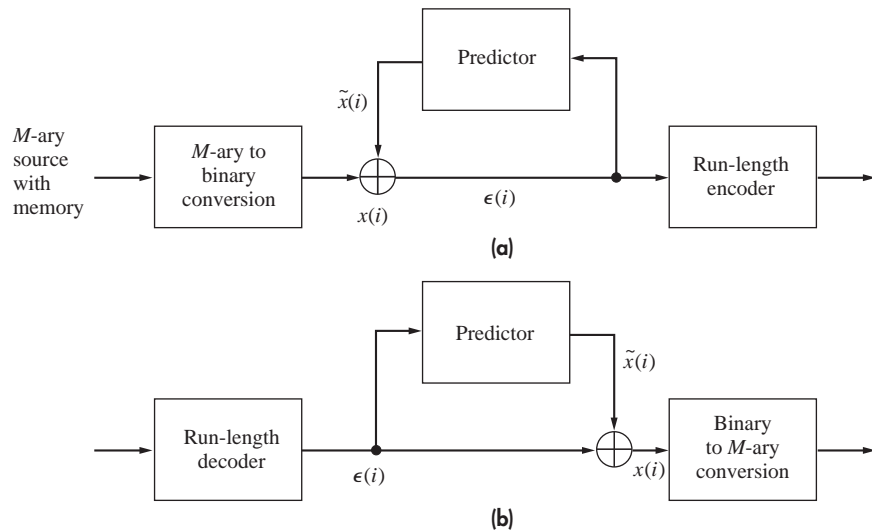 Predictor
x̃(i)
M-ary
source
with
memory
M-ary to
binary
conversion
x(i)
ϵ(i)
Run-length
encoder
(a)
Predictor
x̃(i)
Run-length
decoder
ϵ(i)
x(i)
Binary
to M-ary
conversion
(b)